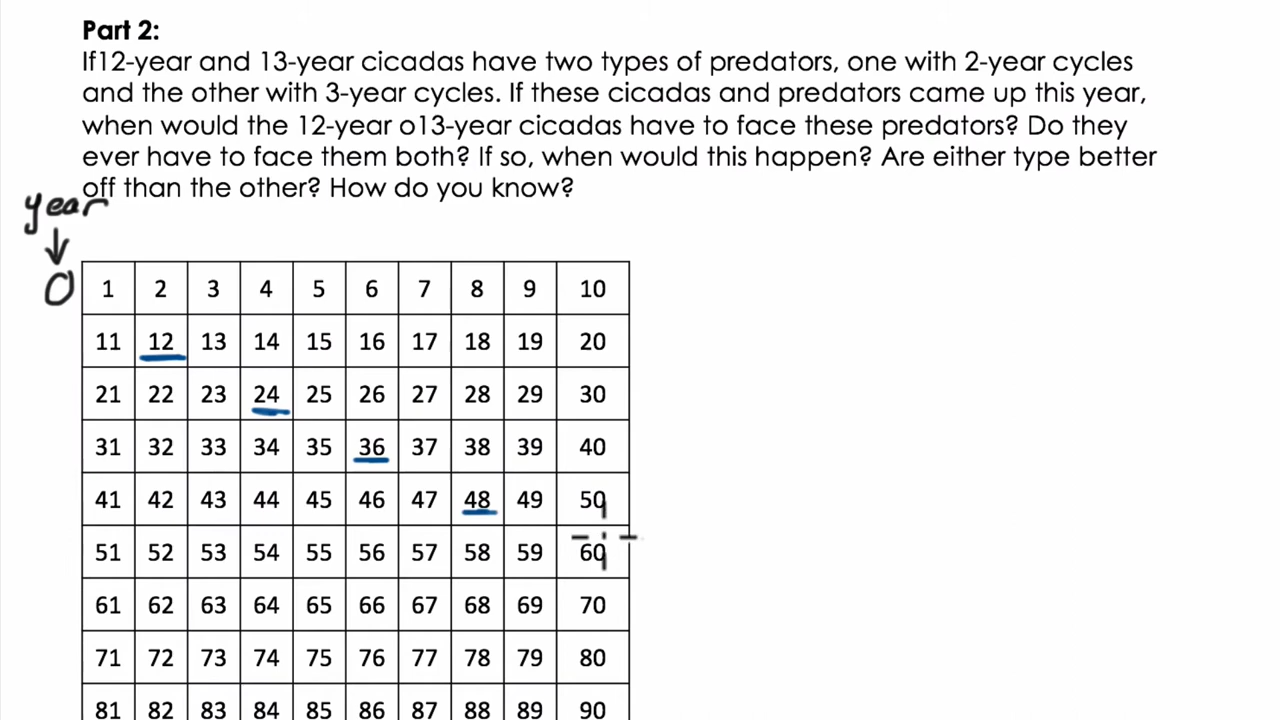 Part 2:
If12-year and 13-year cicadas have two types of predators, one with 2-year cycles
and the other with 3-year cycles. If these cicadas and predators came up this year,
when would the 12-year o13-year cicadas have to face these predators? Do they
ever have to face them both? If so, when would this happen? Are either type better
off than the other? How do you know?
year
0
1 2 3 4 5 6 7 8 9 10
11 12 13 14 15 16 17 18 19 20
21 22 23 24 25 26 27 28 29 30
31 32 33 34 35 36 37 38 39 40
41 42 43 44 45 46 47 48 49 50
51 52 53 54 55 56 57 58 59 60
61 62 63 64 65 66 67 68 69 70
71 72 73 74 75 76 77 78 79 80
81 82 83 84 85 86 87 88 89 90